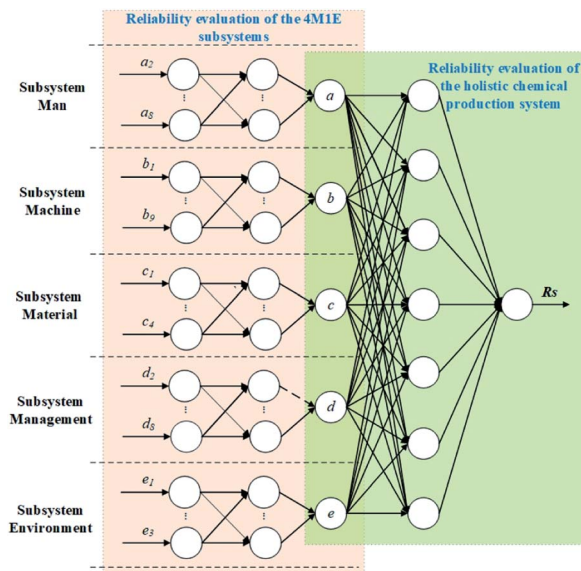 Reliability evaluation of the 4M1E
subsystems
Reliability evaluation of
the holistic chemical
production system
Subsystem
Man
a2
a8
a
Subsystem
Machine
b1
b9
b
Subsystem
Material
c1
c4
c
Rs
Subsystem
Management
d2
d8
d
Subsystem
Environment
e1
e3
e